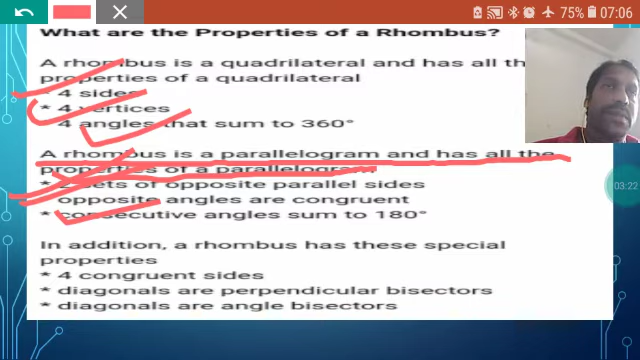 75% 07:06
What are the Properties of a Rhombus?
A rhombus is a quadrilateral and has all th
properties of a quadrilateral
* 4 sides
* 4 vertices
4 angles that sum to 360°
A rhombus is a parallelogram and has all the
properties of a parallelogram
* 2 sets of opposite parallel sides
opposite angles are congruent
* consecutive angles sum to 180°
03:22
In addition, a rhombus has these special
properties
* 4 congruent sides
* diagonals are perpendicular bisectors
* diagonals are angle bisectors